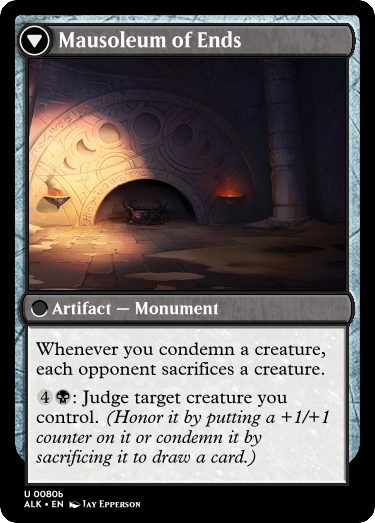 Mausoleum of Ends
Artifact — Monument
Whenever you condemn a creature,
each opponent sacrifices a creature.
4: Judge target creature you
control. (Honor it by putting a +1/+1
counter on it or condemn it by
sacrificing it to draw a card.)
U 0080b
ALK • EN Jay Epperson